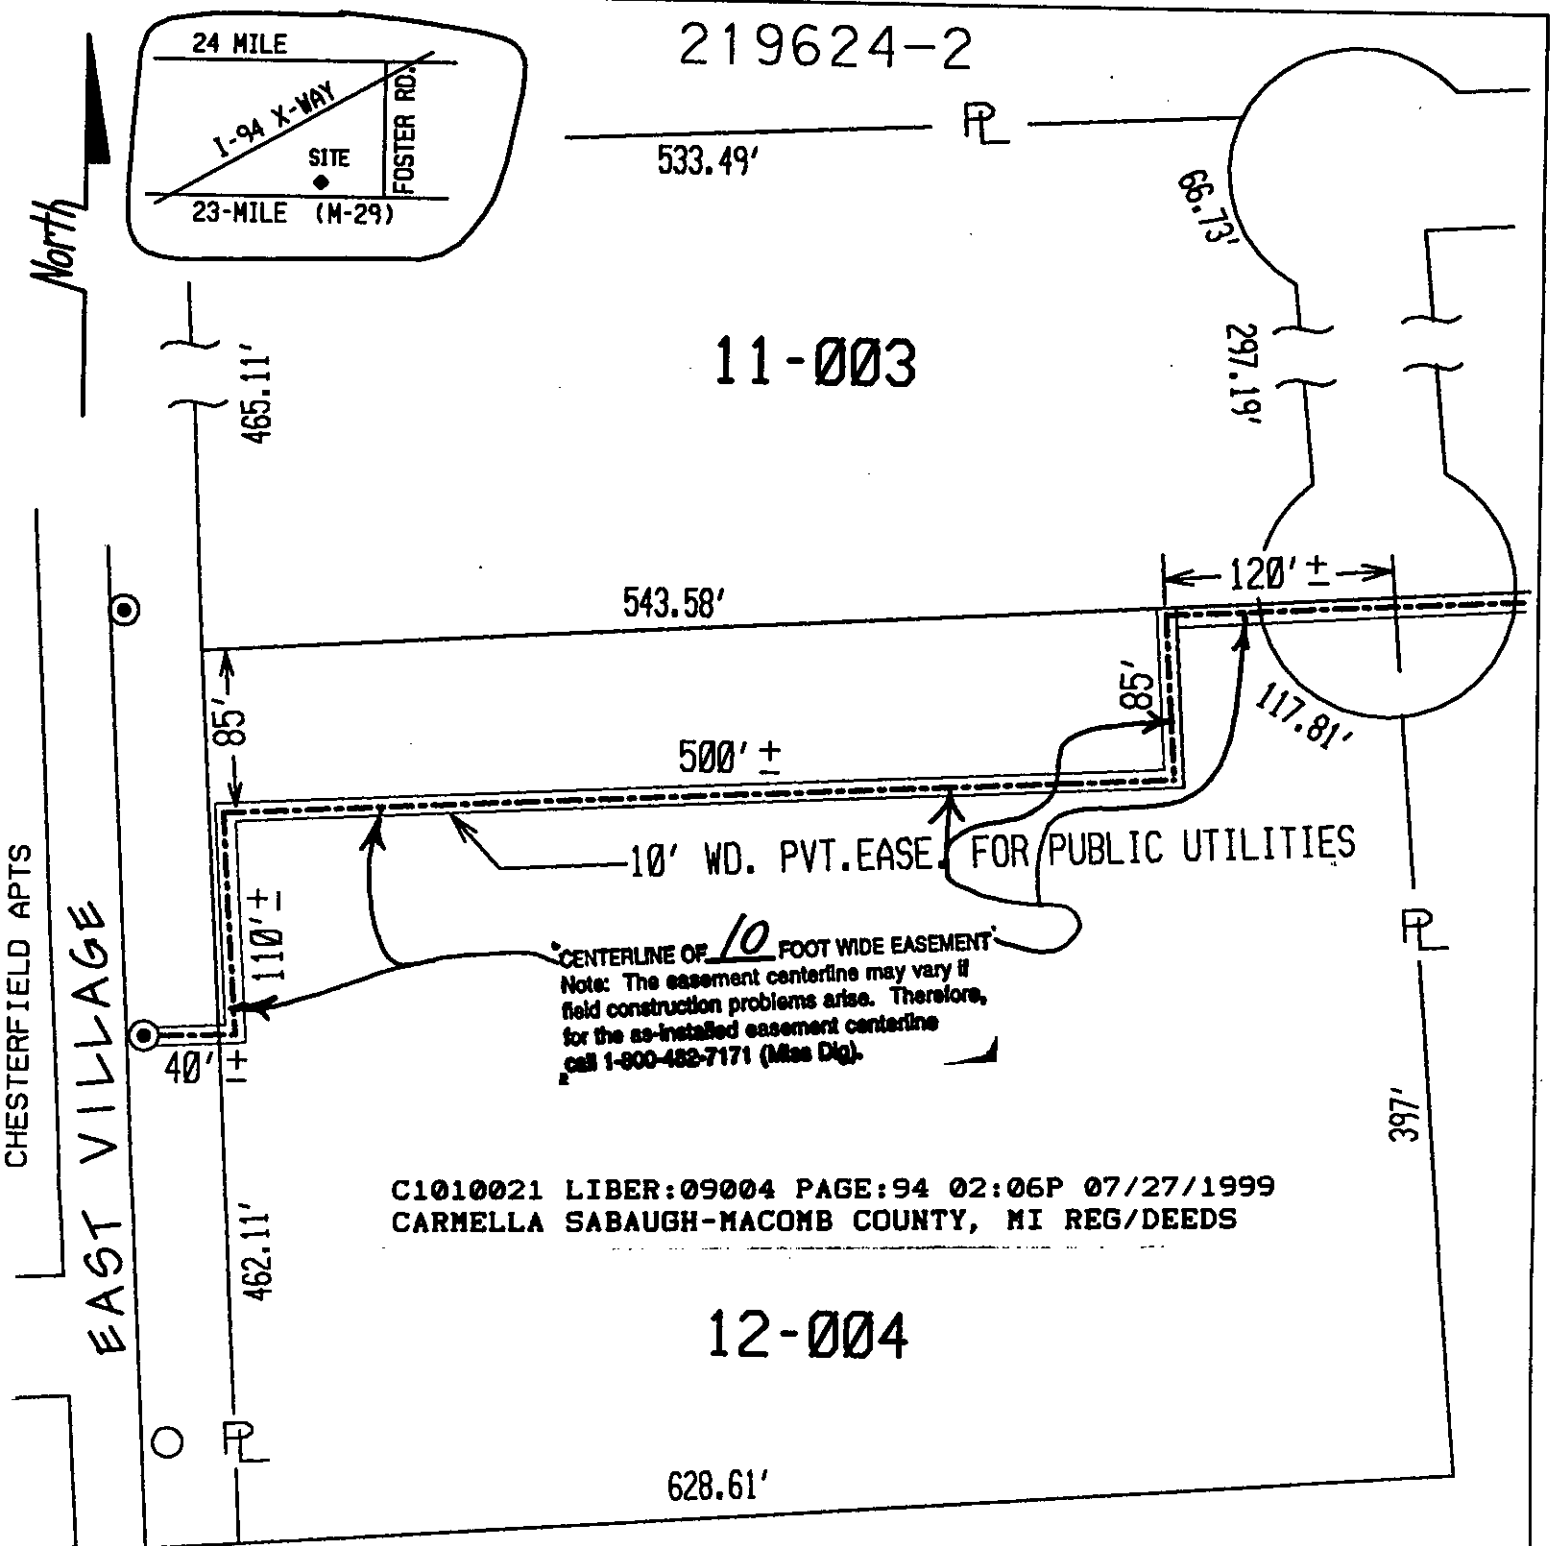 219624-2
24 MILE
I-94 X-WAY
FOSTER RD.
SITE
23-MILE (M-29)
North
PL
533.49'
66.73'
465.11'
11-003
297.19'
120' ±
543.58'
85'
85'
117.81'
500' ±
10' WD. PVT.EASE. FOR PUBLIC UTILITIES
110' ±
CHESTERFIELD APTS
EAST VILLAGE
PL
"CENTERLINE OF 10 FOOT WIDE EASEMENT"
Note: The easement centerline may vary if
field construction problems arise. Therefore,
for the as-installed easement centerline
call 1-800-482-7171 (Miss Dig).
40' ±
397'
C1010021 LIBER:09004 PAGE:94 02:06P 07/27/1999
CARMELLA SABAUGH-MACOMB COUNTY, MI REG/DEEDS
462.11'
12-004
PL
628.61'